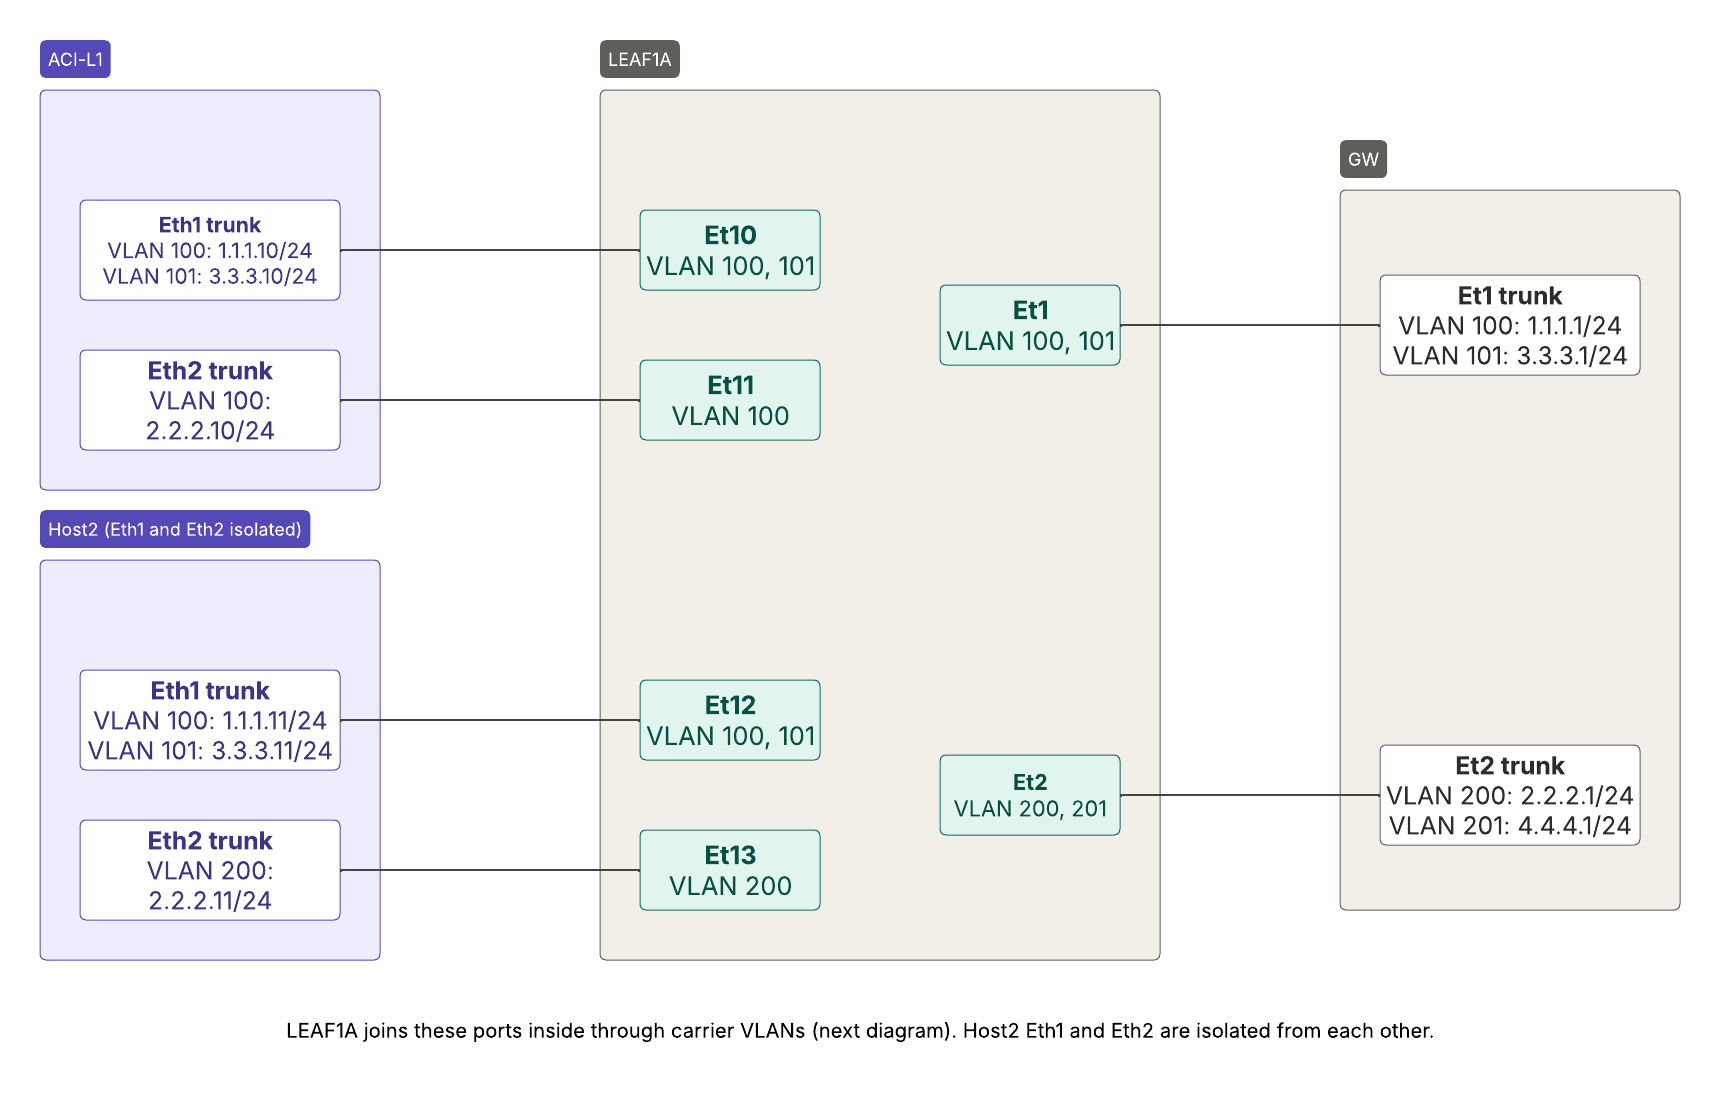 ACI-L1
LEAF1A
GW
Eth1 trunk
VLAN 100: 1.1.1.10/24
VLAN 101: 3.3.3.10/24
Et10
VLAN 100, 101
Et1
VLAN 100, 101
Et1 trunk
VLAN 100: 1.1.1.1/24
VLAN 101: 3.3.3.1/24
Eth2 trunk
VLAN 100:
2.2.2.10/24
Et11
VLAN 100
Host2 (Eth1 and Eth2 isolated)
Eth1 trunk
VLAN 100: 1.1.1.11/24
VLAN 101: 3.3.3.11/24
Et12
VLAN 100, 101
Et2
VLAN 200, 201
Et2 trunk
VLAN 200: 2.2.2.1/24
VLAN 201: 4.4.4.1/24
Eth2 trunk
VLAN 200:
2.2.2.11/24
Et13
VLAN 200
LEAF1A joins these ports inside through carrier VLANs (next diagram). Host2 Eth1 and Eth2 are isolated from each other.